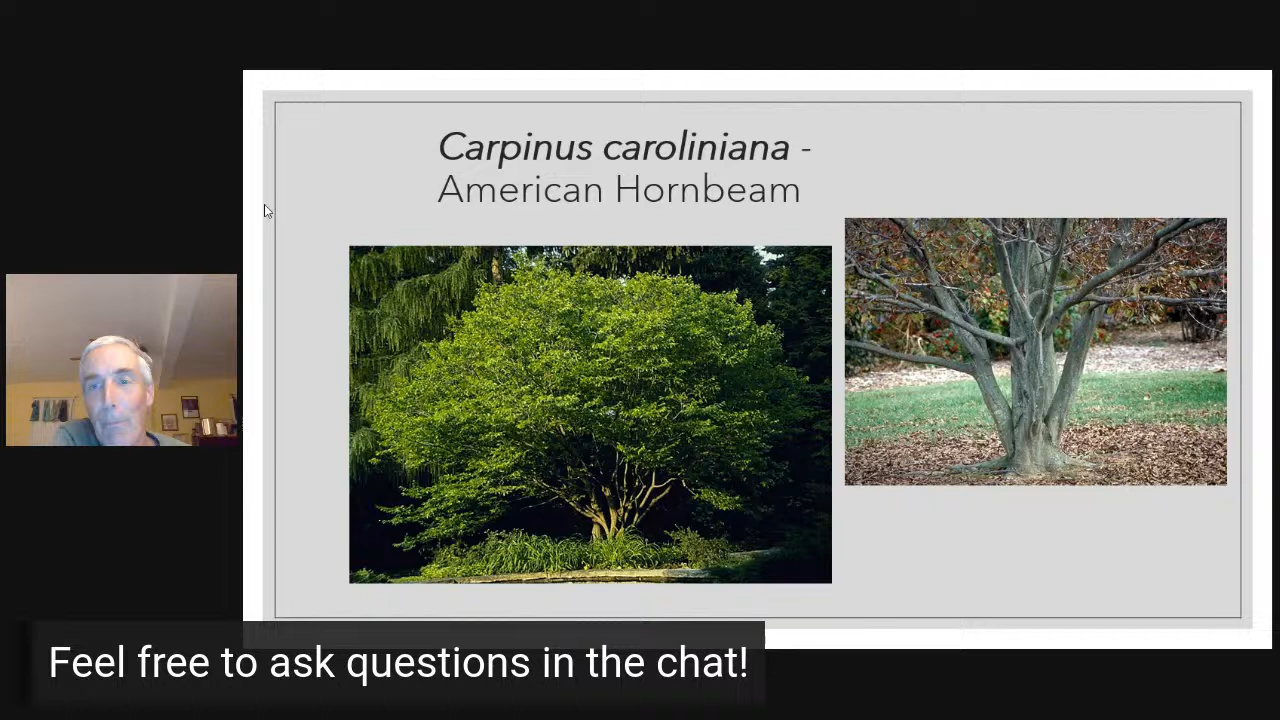 Carpinus caroliniana -
American Hornbeam
Feel free to ask questions in the chat!